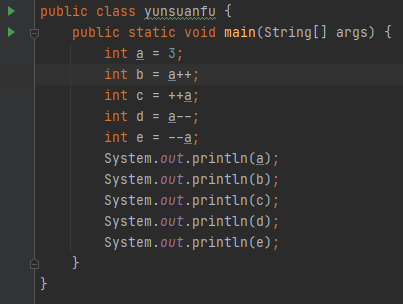 public class yunsuanfu {
public static void main(String[] args) {
int a = 3;
int b = a++;
int c = ++a;
int d = a--;
int e = --a;
System.out.println(a);
System.out.println(b);
System.out.println(c);
System.out.println(d);
System.out.println(e);
}
}